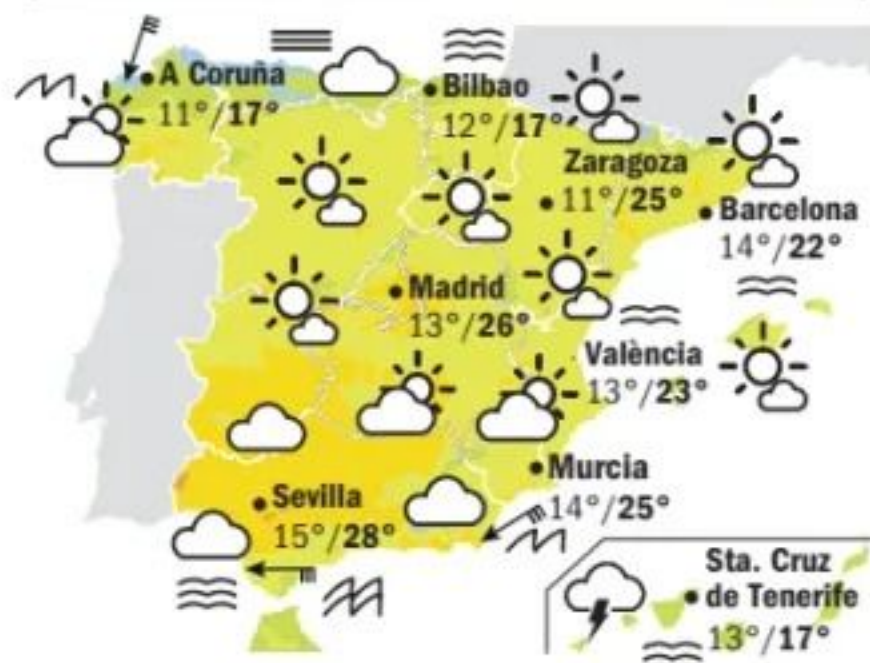 A Coruña
11°/17°
Bilbao
12°/17°
Zaragoza
11°/25°
Barcelona
14°/22°
Madrid
13°/26°
València
13°/23°
Murcia
14°/25°
Sevilla
15°/28°
Sta. Cruz
de Tenerife
13°/17°